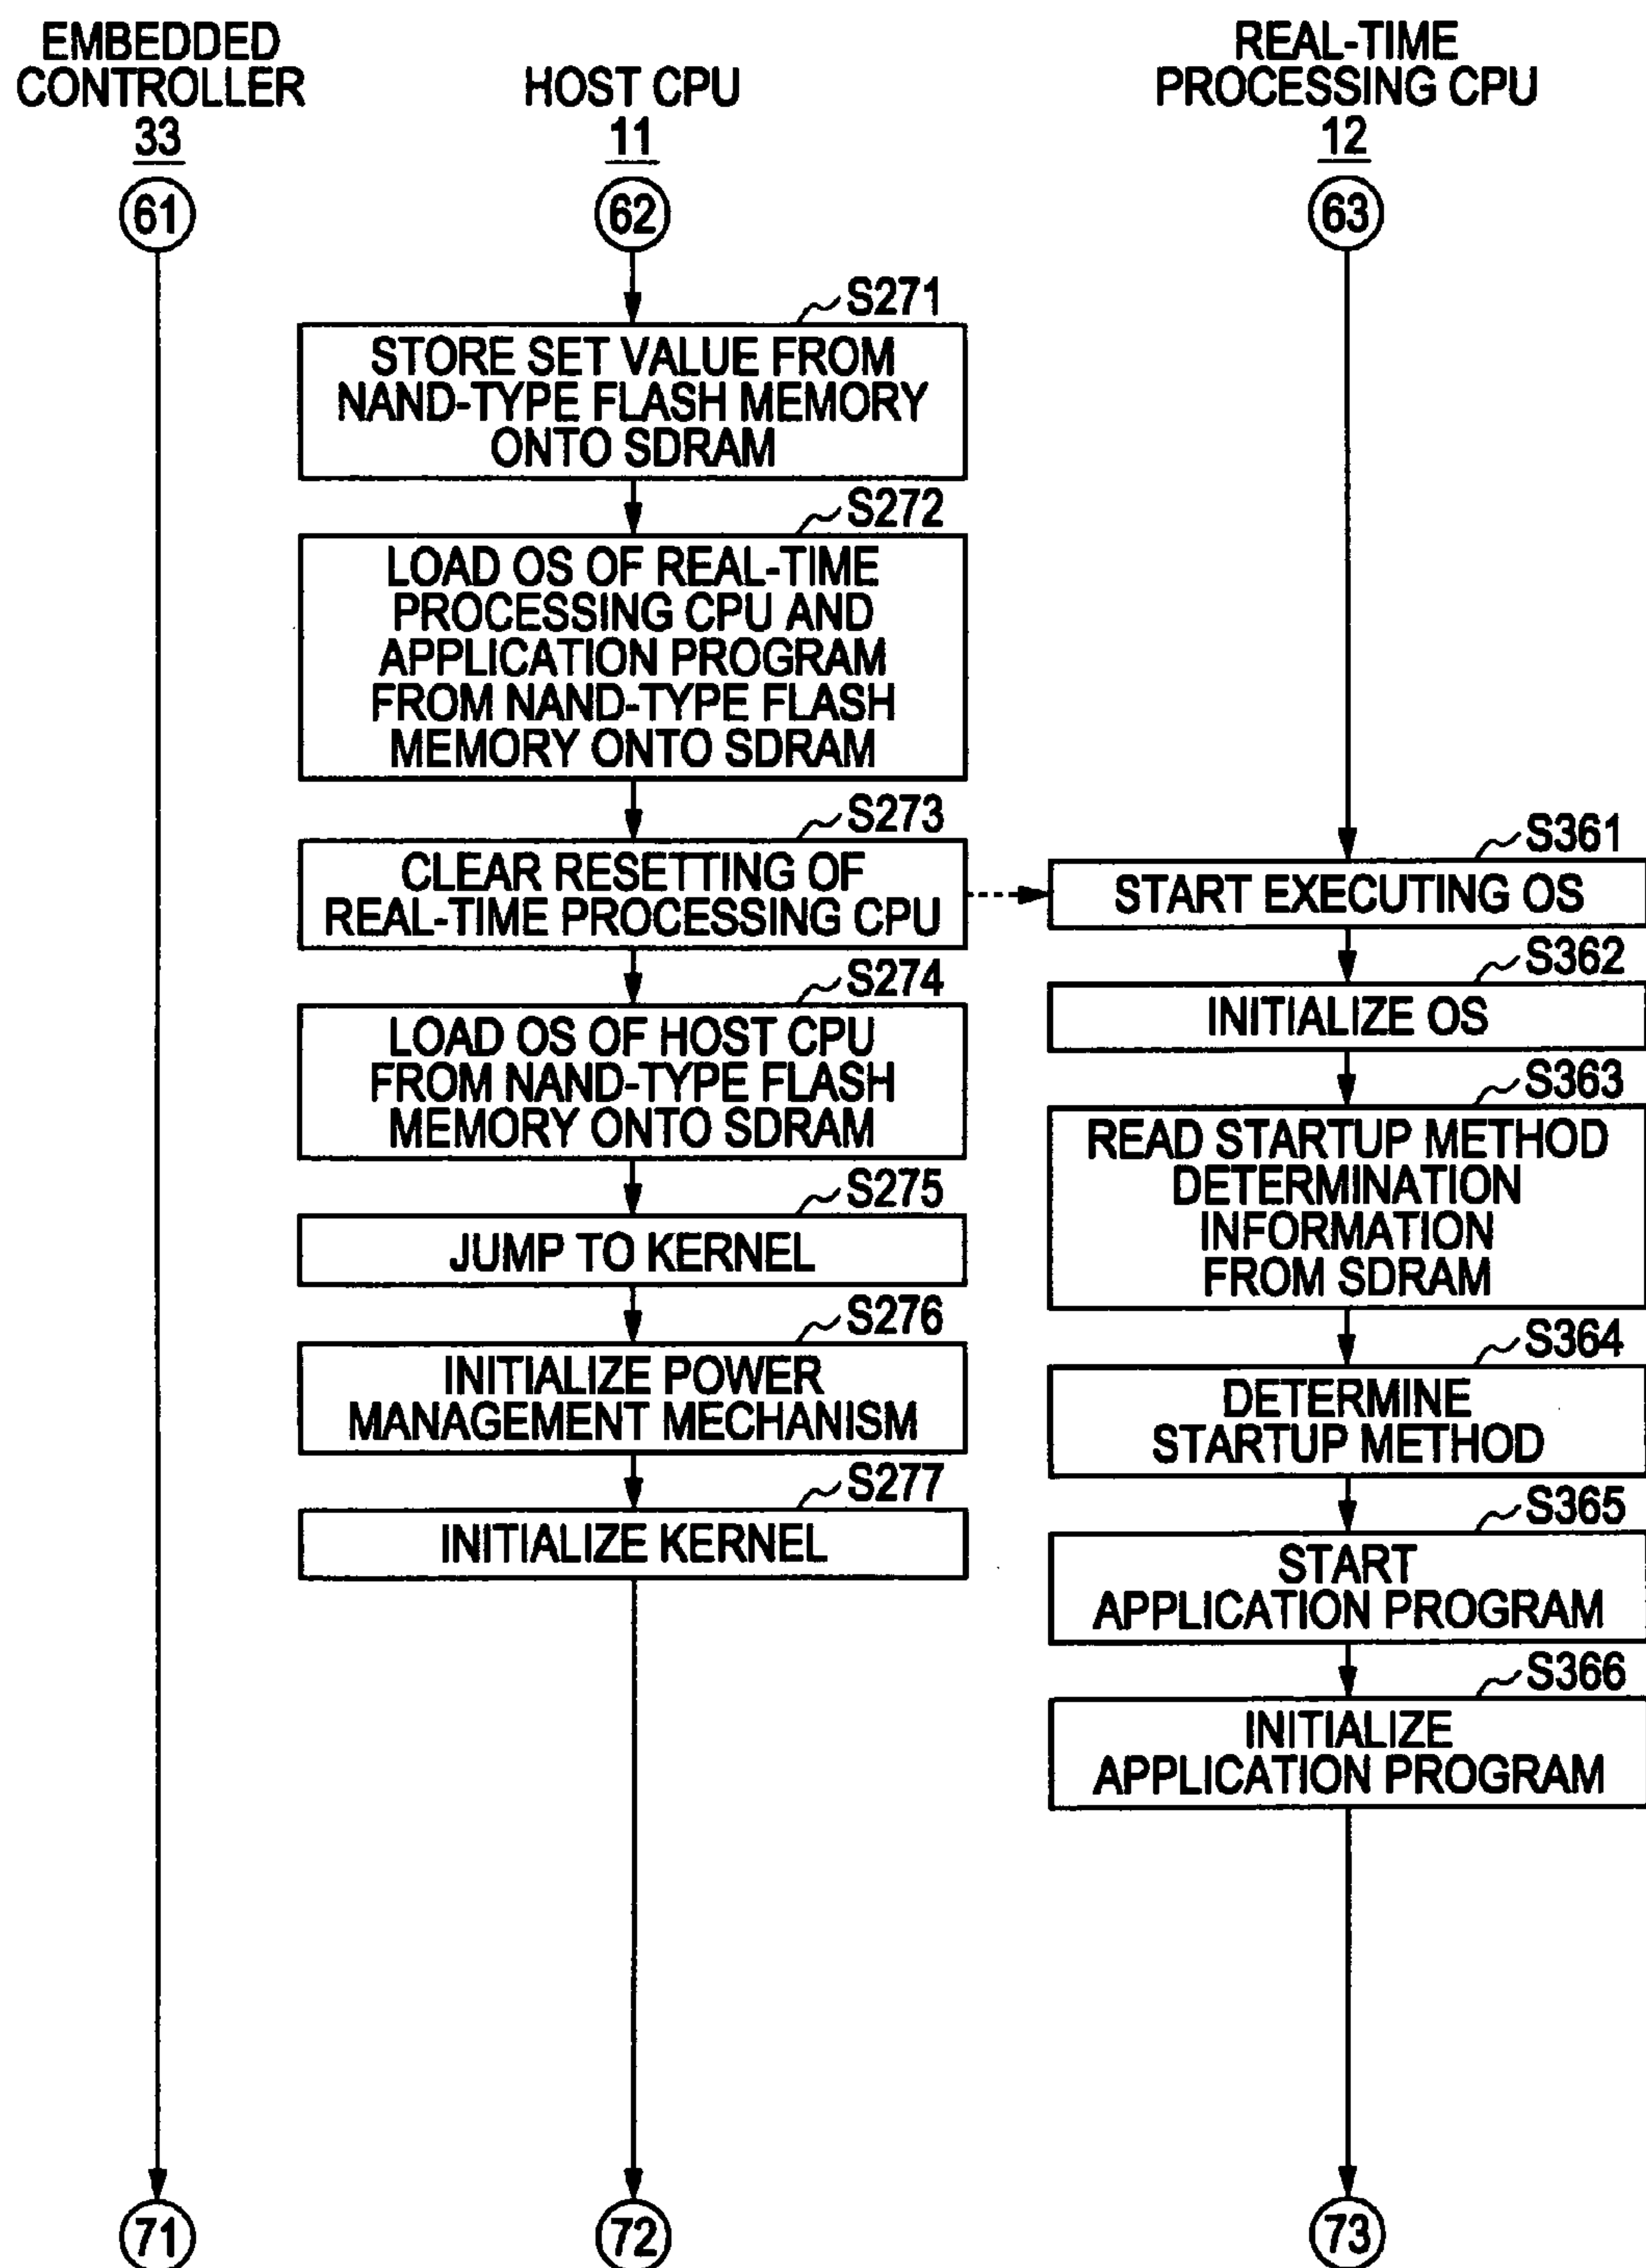 EMBEDDED
CONTROLLER
33
61
HOST CPU
11
62
REAL-TIME
PROCESSING CPU
12
63
S271
STORE SET VALUE FROM
NAND-TYPE FLASH MEMORY
ONTO SDRAM
S272
LOAD OS OF REAL-TIME
PROCESSING CPU AND
APPLICATION PROGRAM
FROM NAND-TYPE FLASH
MEMORY ONTO SDRAM
S273
CLEAR RESETTING OF
REAL-TIME PROCESSING CPU
S274
LOAD OS OF HOST CPU
FROM NAND-TYPE FLASH
MEMORY ONTO SDRAM
S275
JUMP TO KERNEL
S276
INITIALIZE POWER
MANAGEMENT MECHANISM
S277
INITIALIZE KERNEL
S361
START EXECUTING OS
S362
INITIALIZE OS
S363
READ STARTUP METHOD
DETERMINATION
INFORMATION
FROM SDRAM
S364
DETERMINE
STARTUP METHOD
S365
START
APPLICATION PROGRAM
S366
INITIALIZE
APPLICATION PROGRAM
71
72
73